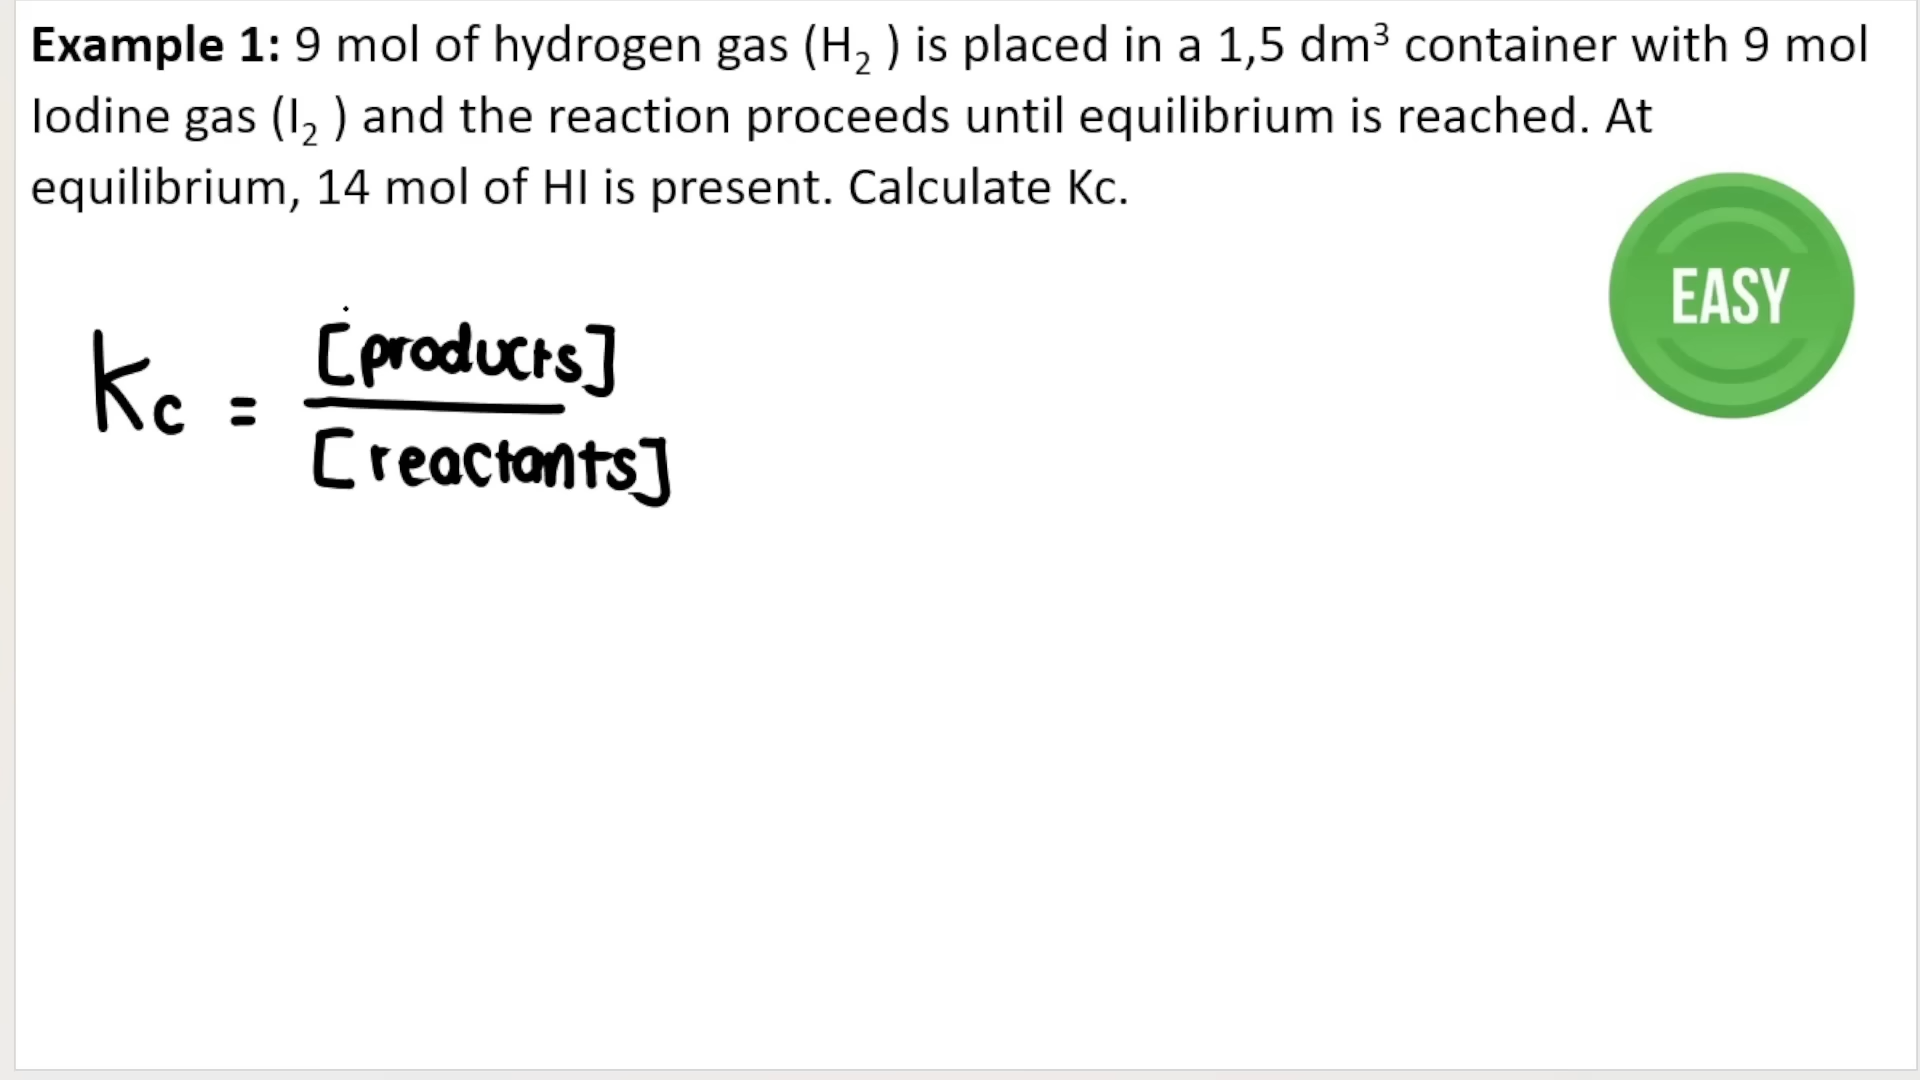 Example 1: 9 mol of hydrogen gas (H₂ ) is placed in a 1,5 dm³ container with 9 mol
Iodine gas (I₂ ) and the reaction proceeds until equilibrium is reached. At
equilibrium, 14 mol of HI is present. Calculate Kc.
EASY
Kc = [products]
[reactants]